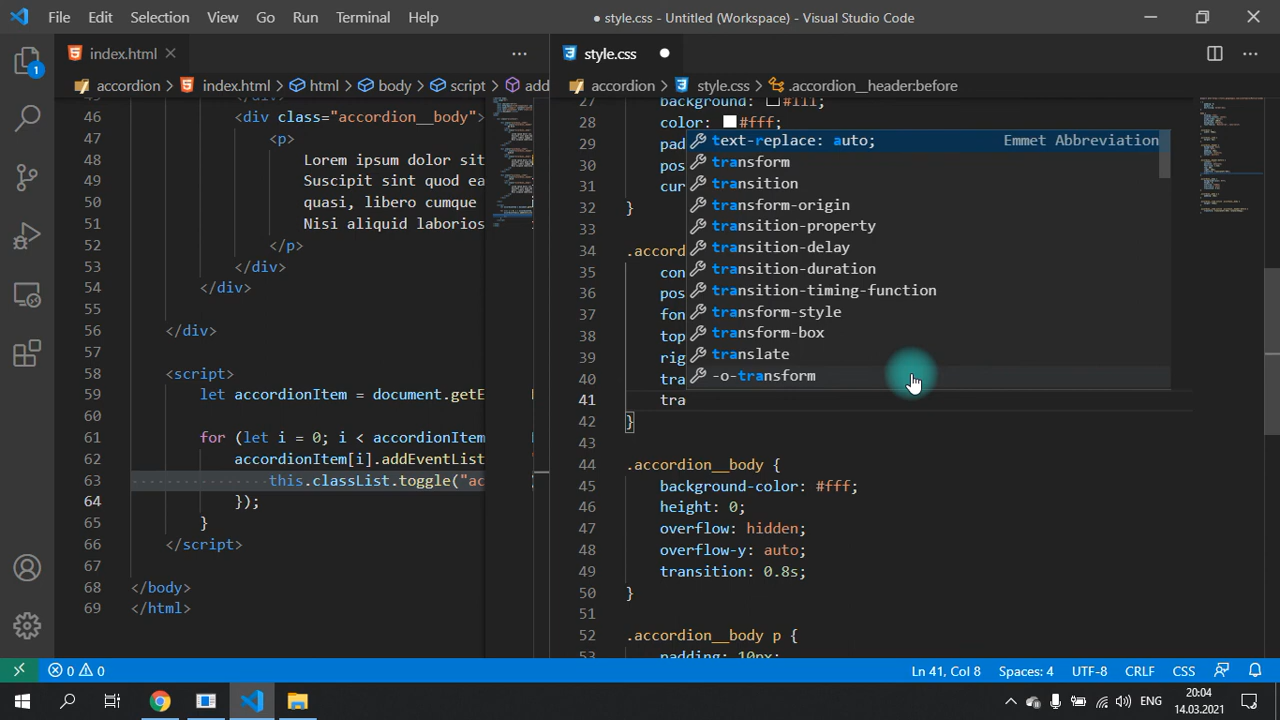 File Edit Selection View Go Run Terminal Help
● style.css - Untitled (Workspace) - Visual Studio Code
index.html
style.css
accordion > index.html > html > body > script > add
accordion > style.css > .accordion__header:before
1
46 <div class="accordion__body">
47 <p>
48 Lorem ipsum dolor sit
49 Suscipit sint quod ea
50 quasi, libero cumque
51 Nisi aliquid laborios
52 </p>
53 </div>
54 </div>
55
56 </div>
57
58 <script>
59 let accordionItem = document.getE
60
61 for (let i = 0; i < accordionItem
62 accordionItem[i].addEventList
63 this.classList.toggle("ac
64 });
65 }
66 </script>
67
68 </body>
69 </html>
27 background: #111;
28 color: #fff;
29 pad
30 pos
31 cur
32 }
33
34 .accord
35 con
36 pos
37 fon
38 top
39 rig
40 tra
41 tra
42 }
43
44 .accordion__body {
45 background-color: #fff;
46 height: 0;
47 overflow: hidden;
48 overflow-y: auto;
49 transition: 0.8s;
50 }
51
52 .accordion__body p {
53 padding: 10px;
text-replace: auto; Emmet Abbreviation
transform
transition
transform-origin
transition-property
transition-delay
transition-duration
transition-timing-function
transform-style
transform-box
translate
-o-transform
0 0
Ln 41, Col 8 Spaces: 4 UTF-8 CRLF CSS
ENG
20:04
14.03.2021